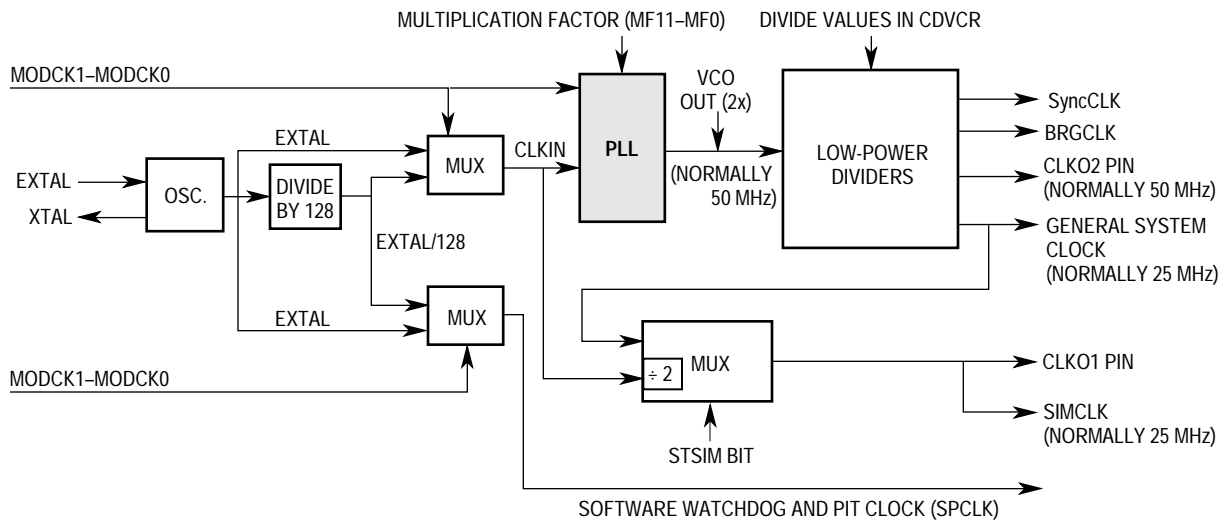 MULTIPLICATION FACTOR (MF11–MF0)
DIVIDE VALUES IN CDVCR
MODCK1–MODCK0
VCO
OUT (2x)
SyncCLK
BRGCLK
EXTAL
CLKIN
PLL
MUX
LOW-POWER
DIVIDERS
CLKO2 PIN
(NORMALLY 50 MHz)
EXTAL
XTAL
OSC.
DIVIDE
BY 128
(NORMALLY
50 MHz)
GENERAL SYSTEM
CLOCK
(NORMALLY 25 MHz)
EXTAL/128
EXTAL
MUX
MODCK1–MODCK0
÷ 2
MUX
CLKO1 PIN
SIMCLK
(NORMALLY 25 MHz)
STSIM BIT
SOFTWARE WATCHDOG AND PIT CLOCK (SPCLK)